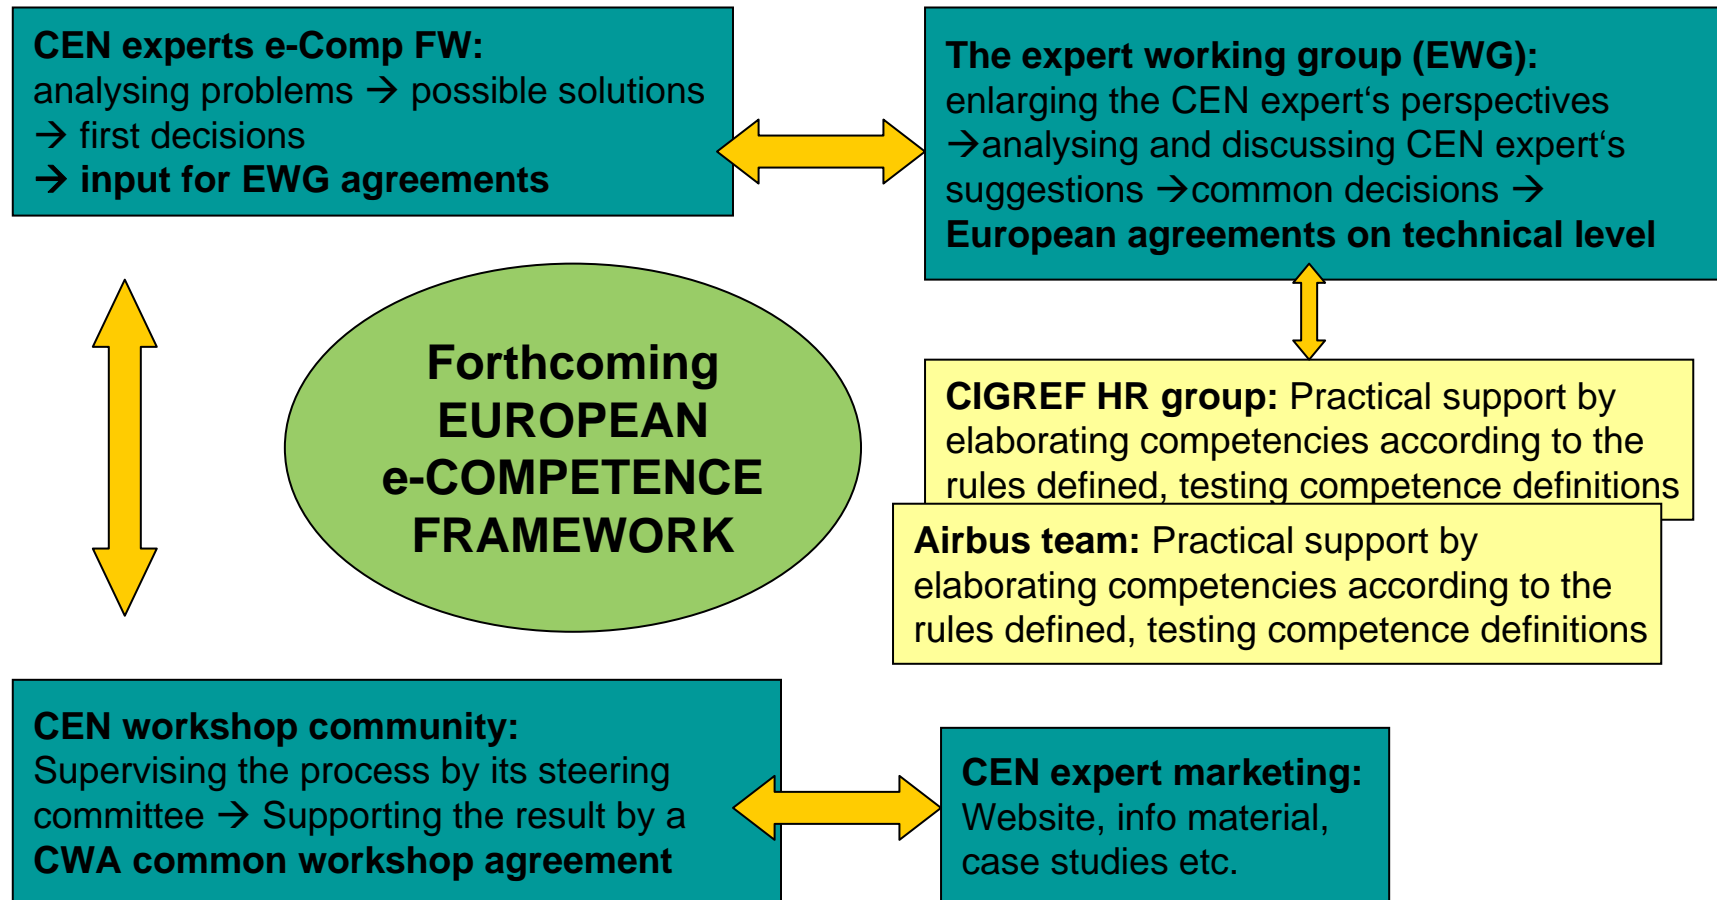 CEN experts e-Comp FW:
analysing problems → possible solutions
→ first decisions
→ input for EWG agreements
The expert working group (EWG):
enlarging the CEN expert‘s perspectives
→analysing and discussing CEN expert‘s
suggestions →common decisions →
European agreements on technical level
Forthcoming
EUROPEAN
e-COMPETENCE
FRAMEWORK
CIGREF HR group: Practical support by
elaborating competencies according to the
rules defined, testing competence definitions
Airbus team: Practical support by
elaborating competencies according to the
rules defined, testing competence definitions
CEN workshop community:
Supervising the process by its steering
committee → Supporting the result by a
CWA common workshop agreement
CEN expert marketing:
Website, info material,
case studies etc.